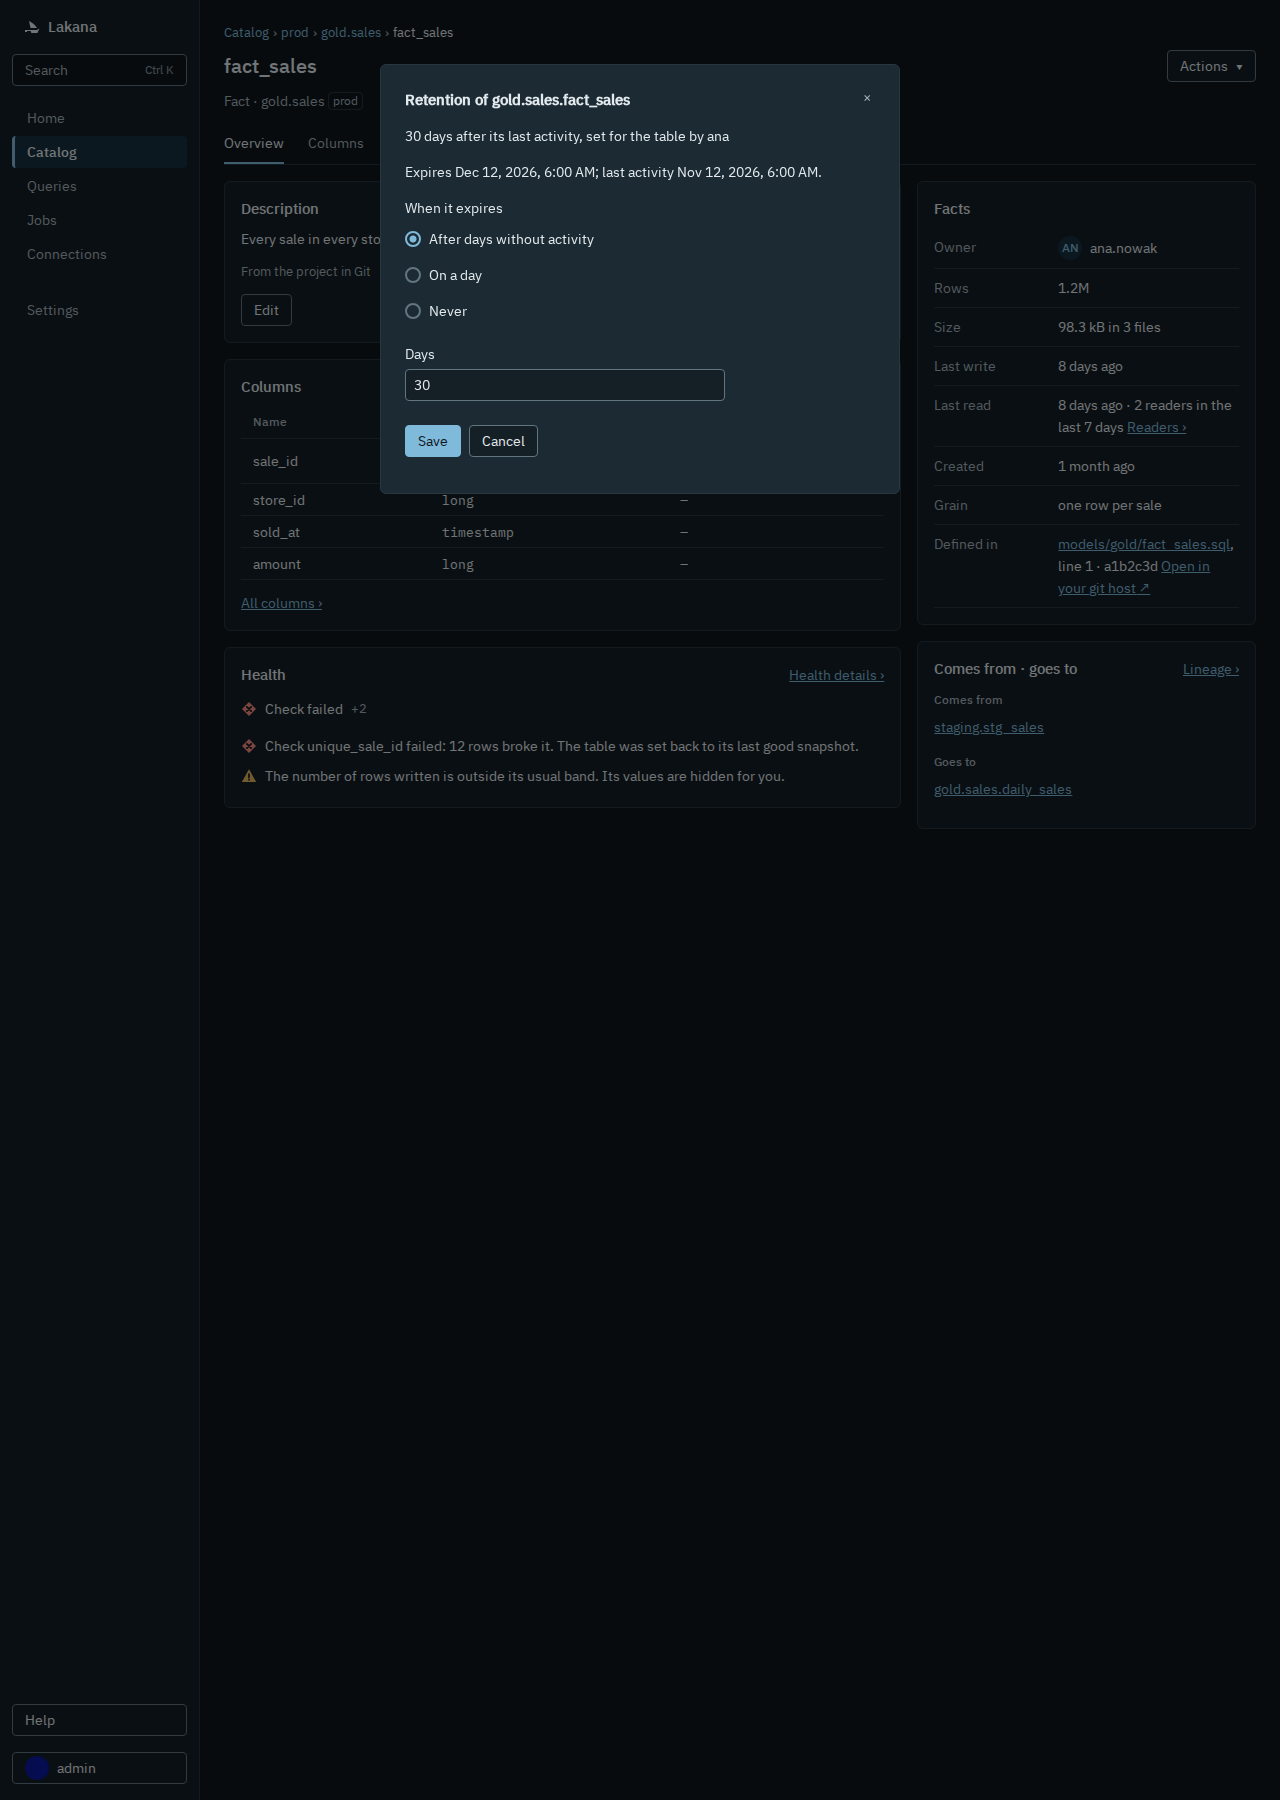 Lakana
Search Ctrl K
Home
Catalog
Queries
Jobs
Connections
Settings
Help
admin
Catalog › prod › gold.sales › fact_sales
fact_sales
Actions ▾
Fact · gold.sales prod
Overview Columns
Description
Every sale in every sto
From the project in Git
Edit
Columns
Name
sale_id
store_id long –
sold_at timestamp –
amount long –
All columns ›
Health Health details ›
Check failed +2
Check unique_sale_id failed: 12 rows broke it. The table was set back to its last good snapshot.
The number of rows written is outside its usual band. Its values are hidden for you.
Retention of gold.sales.fact_sales ×
30 days after its last activity, set for the table by ana
Expires Dec 12, 2026, 6:00 AM; last activity Nov 12, 2026, 6:00 AM.
When it expires
After days without activity
On a day
Never
Days
30
Save Cancel
Facts
Owner AN ana.nowak
Rows 1.2M
Size 98.3 kB in 3 files
Last write 8 days ago
Last read 8 days ago · 2 readers in the
last 7 days Readers ›
Created 1 month ago
Grain one row per sale
Defined in models/gold/fact_sales.sql,
line 1 · a1b2c3d Open in
your git host ↗
Comes from · goes to Lineage ›
Comes from
staging.stg_sales
Goes to
gold.sales.daily_sales